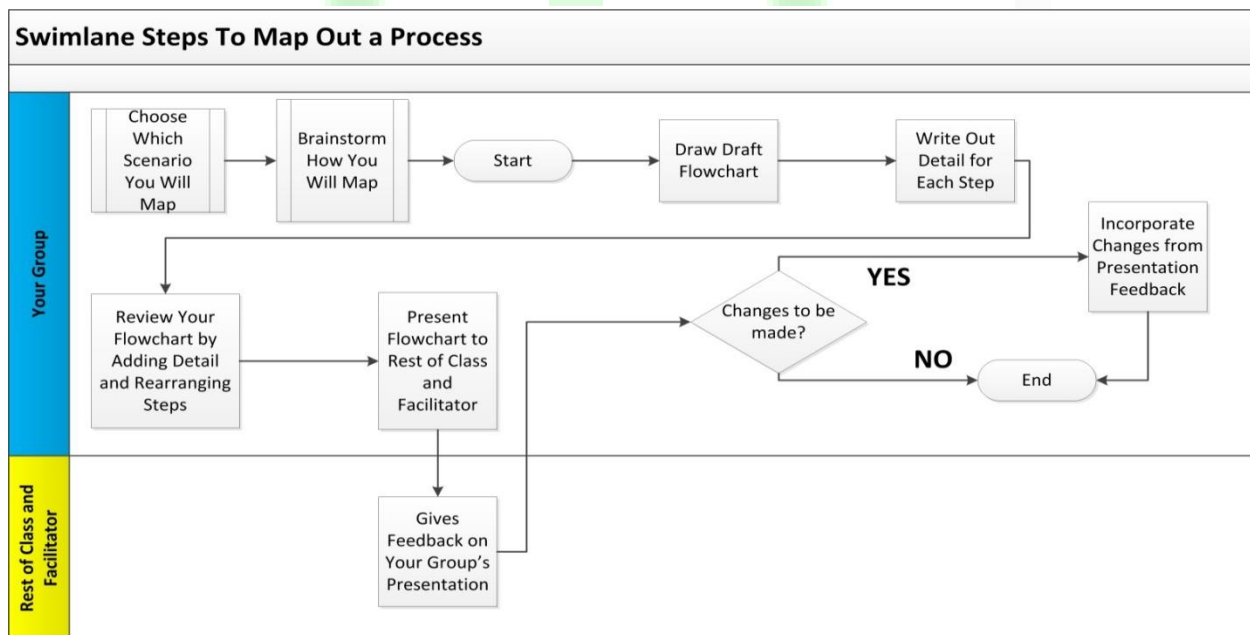 Swimlane Steps To Map Out a Process
Your Group
Choose
Which
Scenario
You Will
Map
Brainstorm
How You
Will Map
Start
Draw Draft
Flowchart
Write Out
Detail for
Each Step
Review Your
Flowchart by
Adding Detail
and Rearranging
Steps
Present
Flowchart to
Rest of Class
and
Facilitator
Changes to be
made?
YES
Incorporate
Changes from
Presentation
Feedback
NO
End
Rest of Class and
Facilitator
Gives
Feedback on
Your Group’s
Presentation